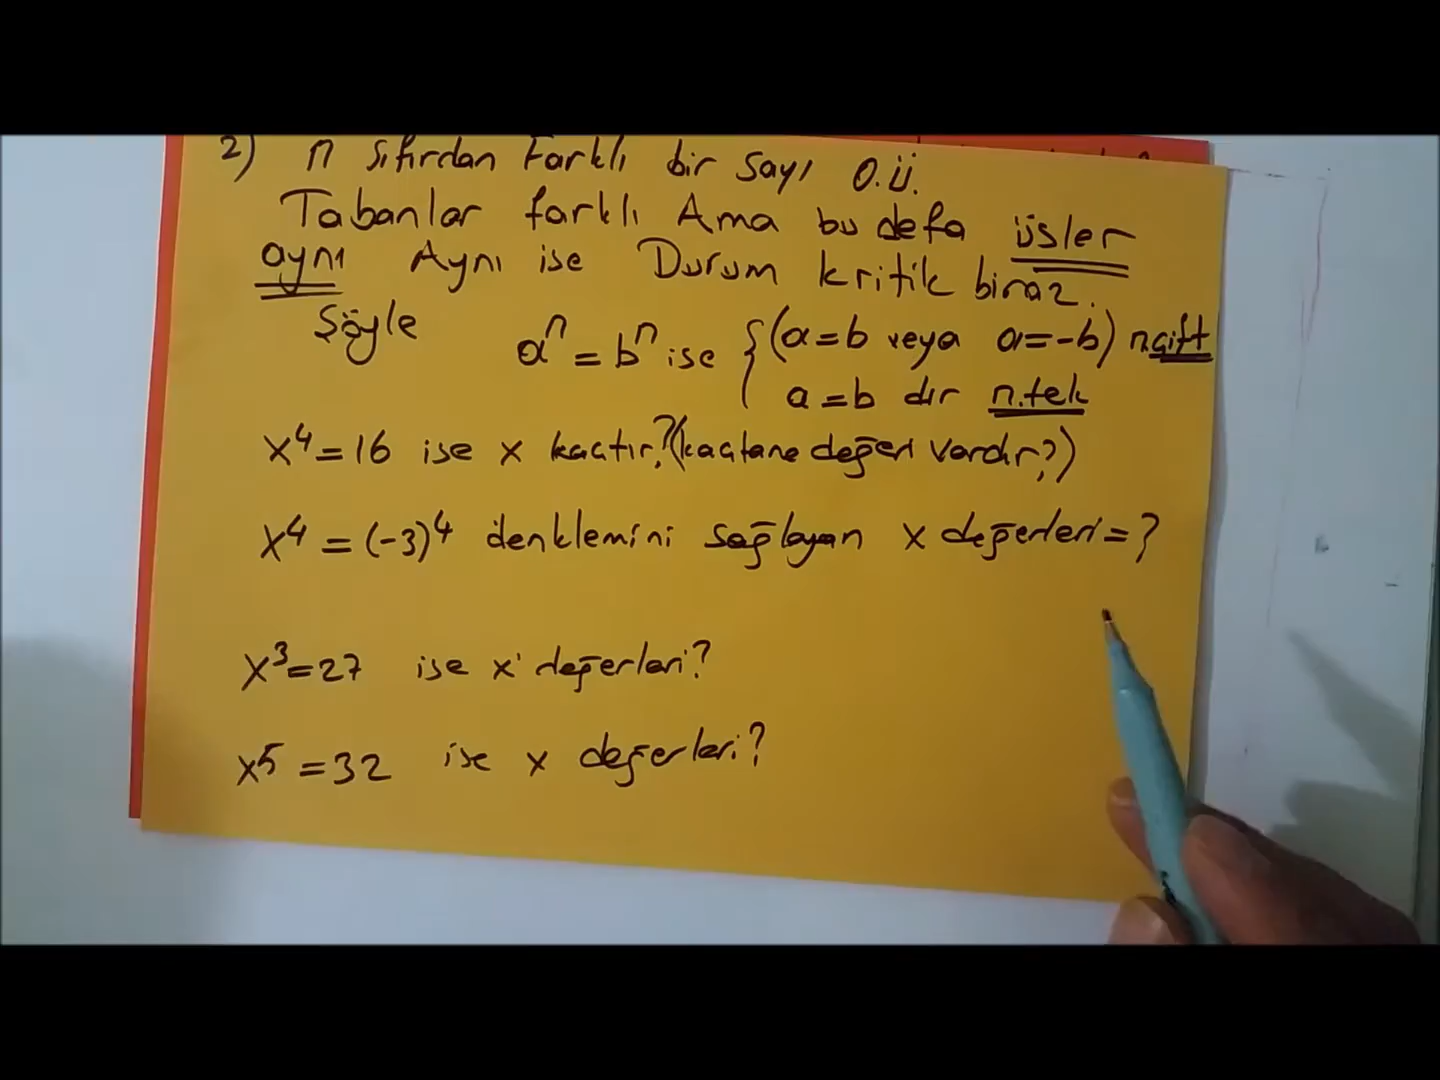 2) n sıfırdan Farklı bir sayı O.Ü.
Tabanlar farklı Ama bu defa üsler
aynı Aynı ise Durum kritik biraz.
Şöyle aⁿ = bⁿ ise { (a=b veya a=-b) n.çift
a=b dır n.tek
x⁴=16 ise x kaçtır? (kaçtane değeri vardır?)
x⁴ = (-3)⁴ denklemini sağlayan x değerleri=?
x³=27 ise x değerleri?
x⁵=32 ise x değerleri?